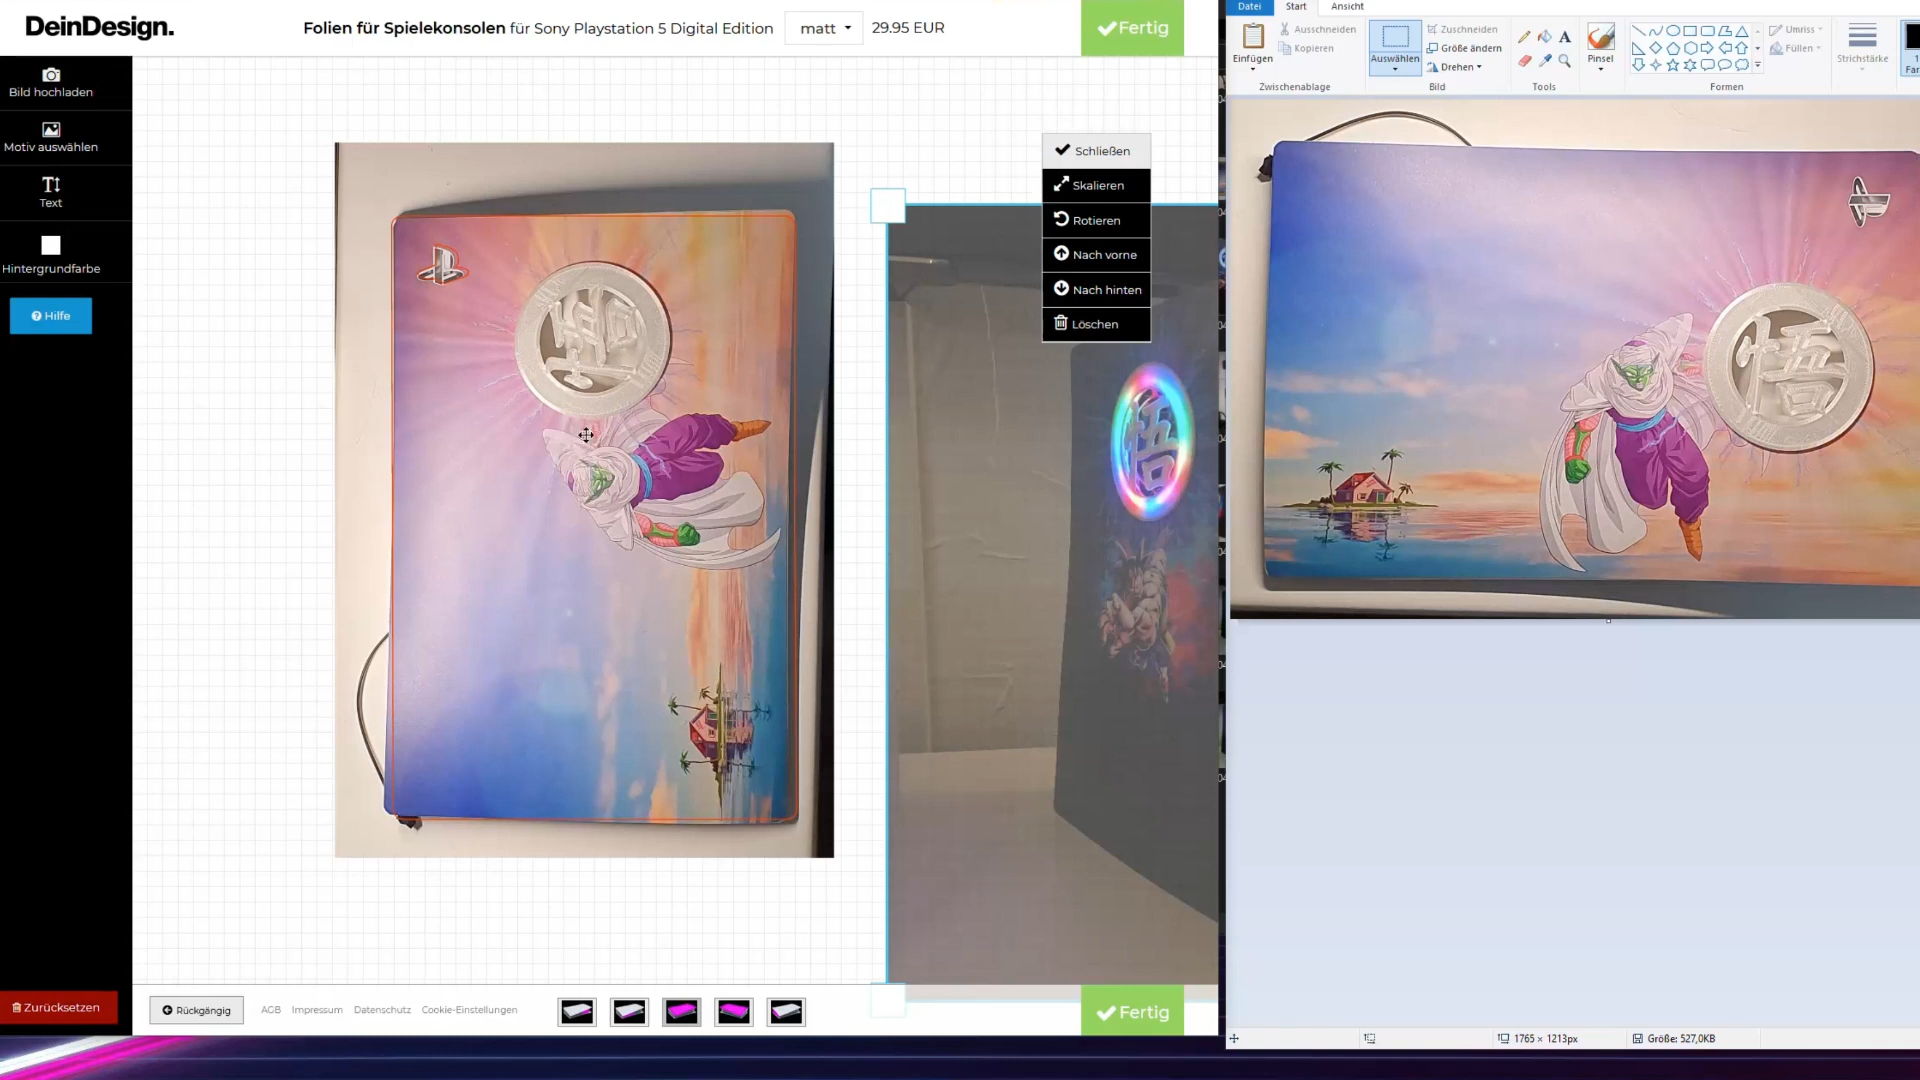 DeinDesign.
Folien für Spielekonsolen für Sony Playstation 5 Digital Edition
matt
29.95 EUR
Fertig
Bild hochladen
Motiv auswählen
Text
Hintergrundfarbe
Hilfe
Zurücksetzen
Schließen
Skalieren
Rotieren
Nach vorne
Nach hinten
Löschen
悟
悟
悟
Rückgängig
AGB
Impressum
Datenschutz
Cookie-Einstellungen
Fertig
Datei
Start
Ansicht
Einfügen
Ausschneiden
Kopieren
Zwischenablage
Auswählen
Zuschneiden
Größe ändern
Drehen
Bild
Tools
Pinsel
Formen
Umriss
Füllen
Strichstärke
1765 × 1213px
Größe: 527,0KB